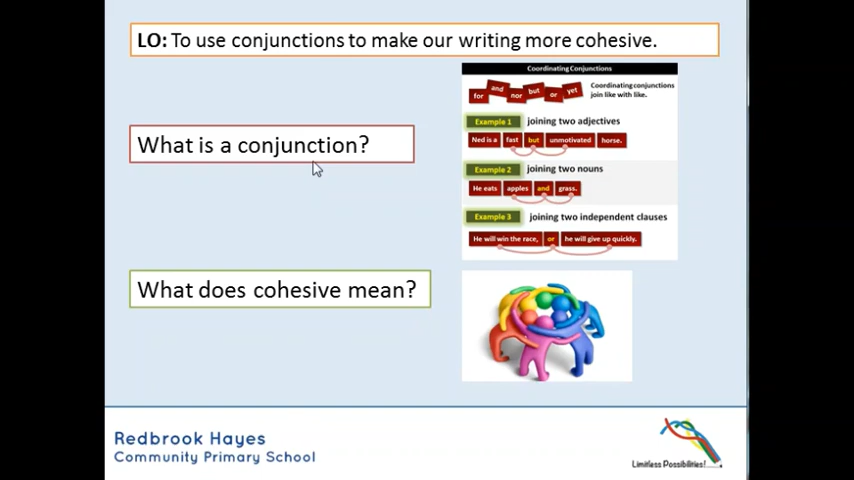 LO: To use conjunctions to make our writing more cohesive.
What is a conjunction?
Coordinating Conjunctions
for and nor but or yet
Coordinating conjunctions
join like with like.
Example 1 joining two adjectives
Ned is a fast but unmotivated horse.
Example 2 joining two nouns
He eats apples and grass.
Example 3 joining two independent clauses
He will win the race, or he will give up quickly.
What does cohesive mean?
Redbrook Hayes
Community Primary School
Limitless Possibilities!